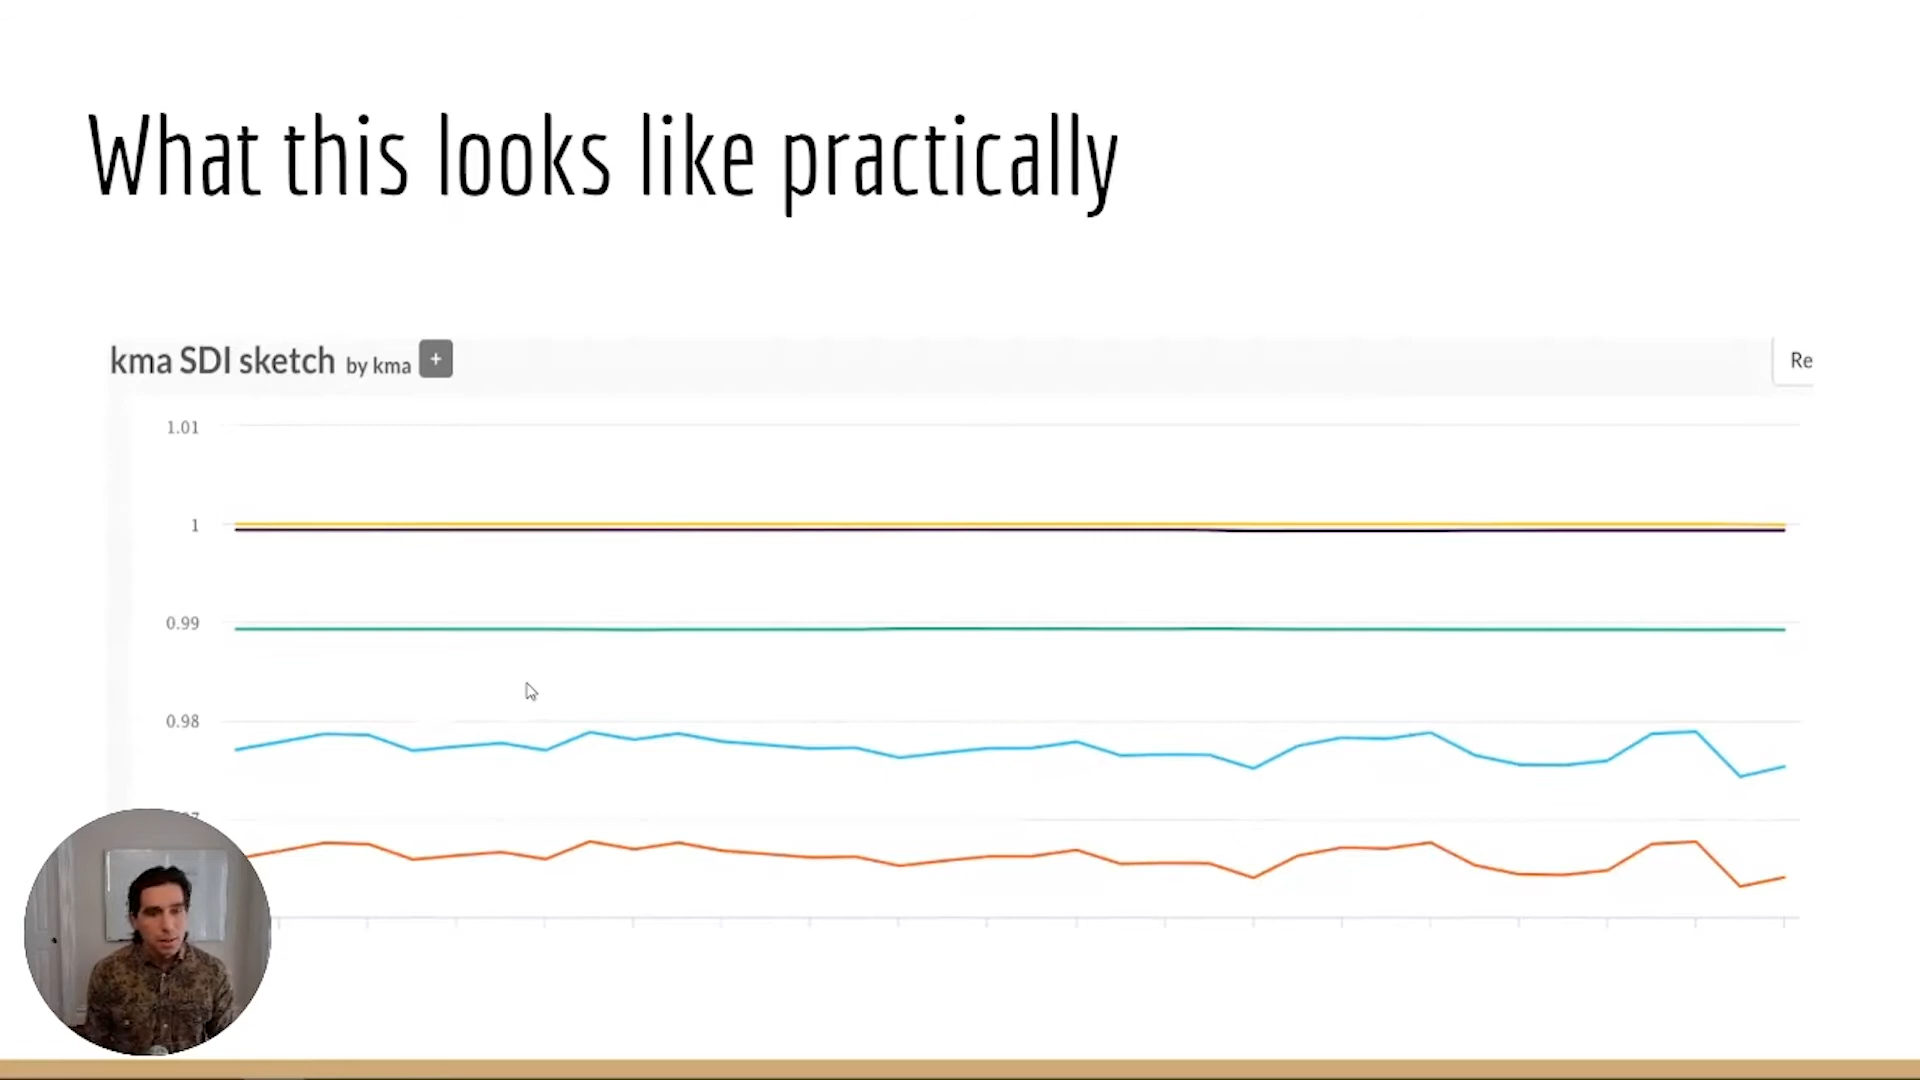 What this looks like practically
kma SDI sketch by kma +
Re
1.01
1
0.99
0.98